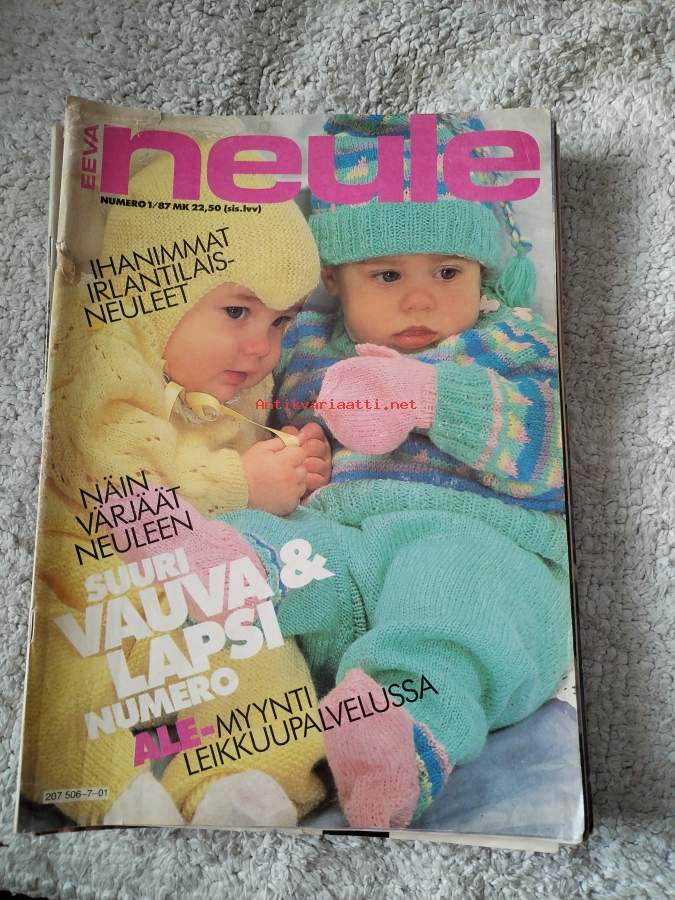 EEVA
neule
NUMERO 1/87 MK 22,50 (sis.lvv)
IHANIMMAT
IRLANTILAIS-
NEULEET
Antikvariaatti.net
NÄIN
VÄRJÄÄT
NEULEEN
SUURI
VAUVA &
LAPSI
NUMERO
ALE-MYYNTI
LEIKKUUPALVELUSSA
207 506-7-01